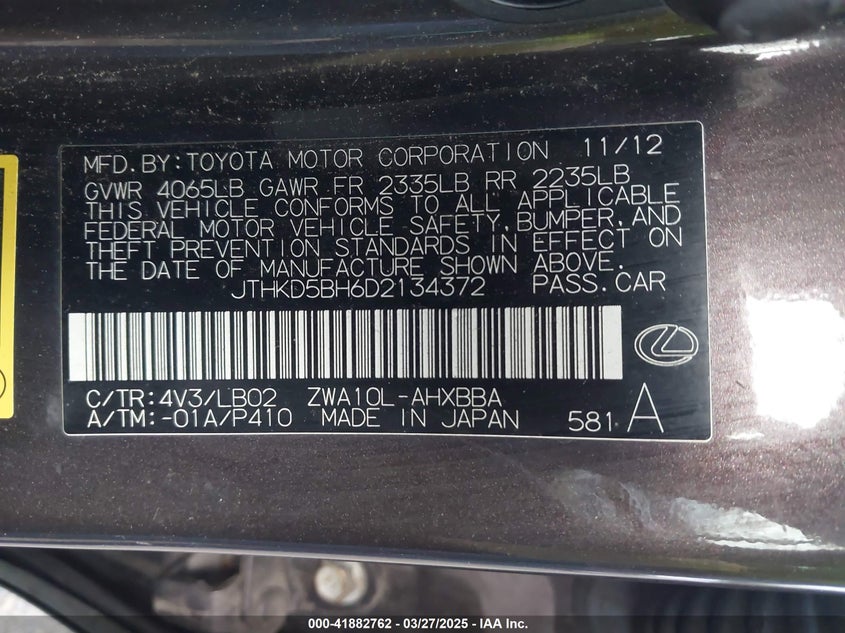 MFD.BY:TOYOTA MOTOR CORPORATION 11/12
GVWR 4065LB GAWR FR 2335LB RR 2235LB
THIS VEHICLE CONFORMS TO ALL APPLICABLE
FEDERAL MOTOR VEHICLE SAFETY,BUMPER,AND
THEFT PREVENTION STANDARDS IN EFFECT ON
THE DATE OF MANUFACTURE SHOWN ABOVE.
JTHKD5BH6D2134372 PASS.CAR
C/TR:4V3/LB02 ZWA10L-AHXBBA
A/TM:-01A/P410 MADE IN JAPAN 581 A
000-41882762 - 03/27/2025 - IAA Inc.